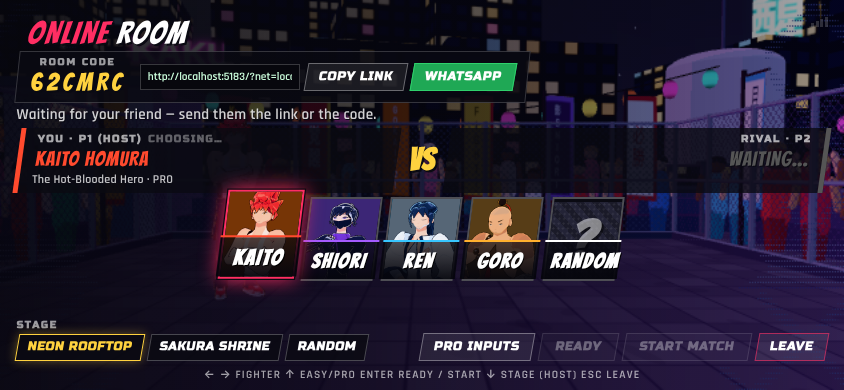 ONLINE ROOM
ROOM CODE
62CMRC
http://localhost:5183/?net=loc
COPY LINK
WHATSAPP
Waiting for your friend — send them the link or the code.
YOU · P1 (HOST) CHOOSING…
KAITO HOMURA
The Hot-Blooded Hero · PRO
VS
RIVAL · P2
WAITING...
KAITO
SHIORI
REN
GORO
?
RANDOM
STAGE
NEON ROOFTOP
SAKURA SHRINE
RANDOM
PRO INPUTS
READY
START MATCH
LEAVE
← → FIGHTER ↑ EASY/PRO ENTER READY / START ↓ STAGE (HOST) ESC LEAVE